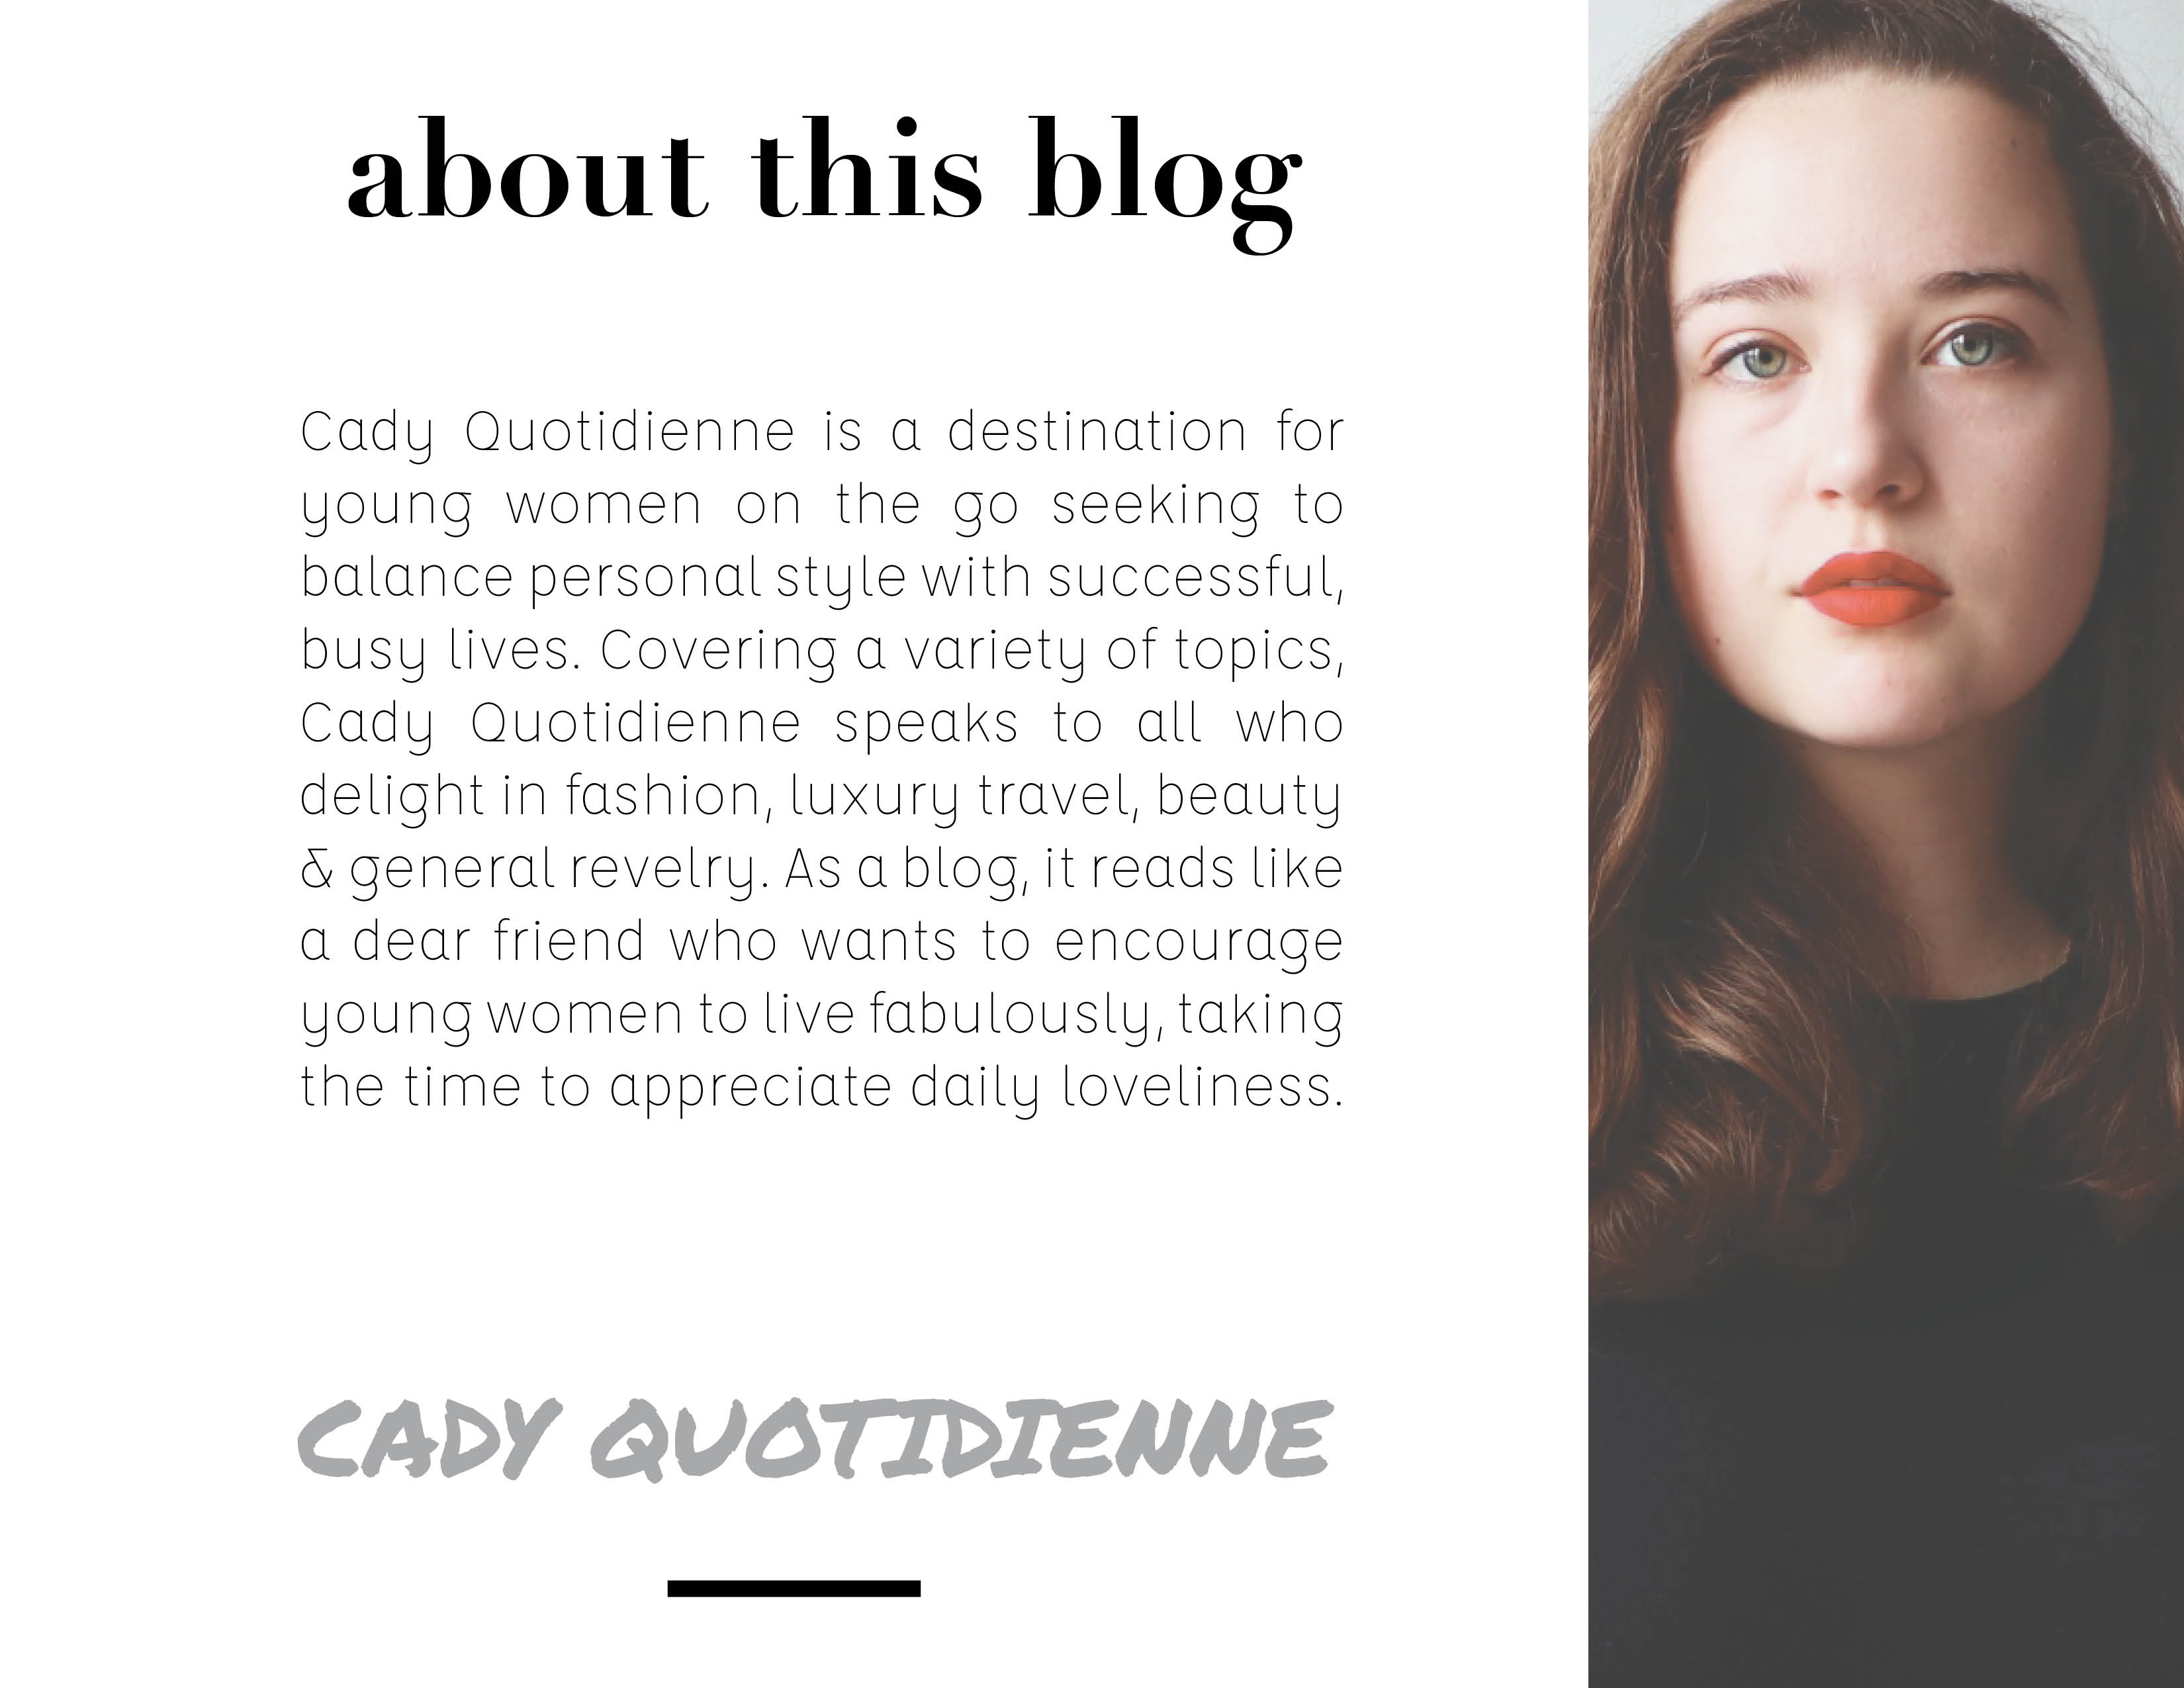 about this blog
Cady Quotidienne is a destination for
young women on the go seeking to
balance personal style with successful,
busy lives. Covering a variety of topics,
Cady Quotidienne speaks to all who
delight in fashion, luxury travel, beauty
& general revelry. As a blog, it reads like
a dear friend who wants to encourage
young women to live fabulously, taking
the time to appreciate daily loveliness.
CADY QUOTIDIENNE